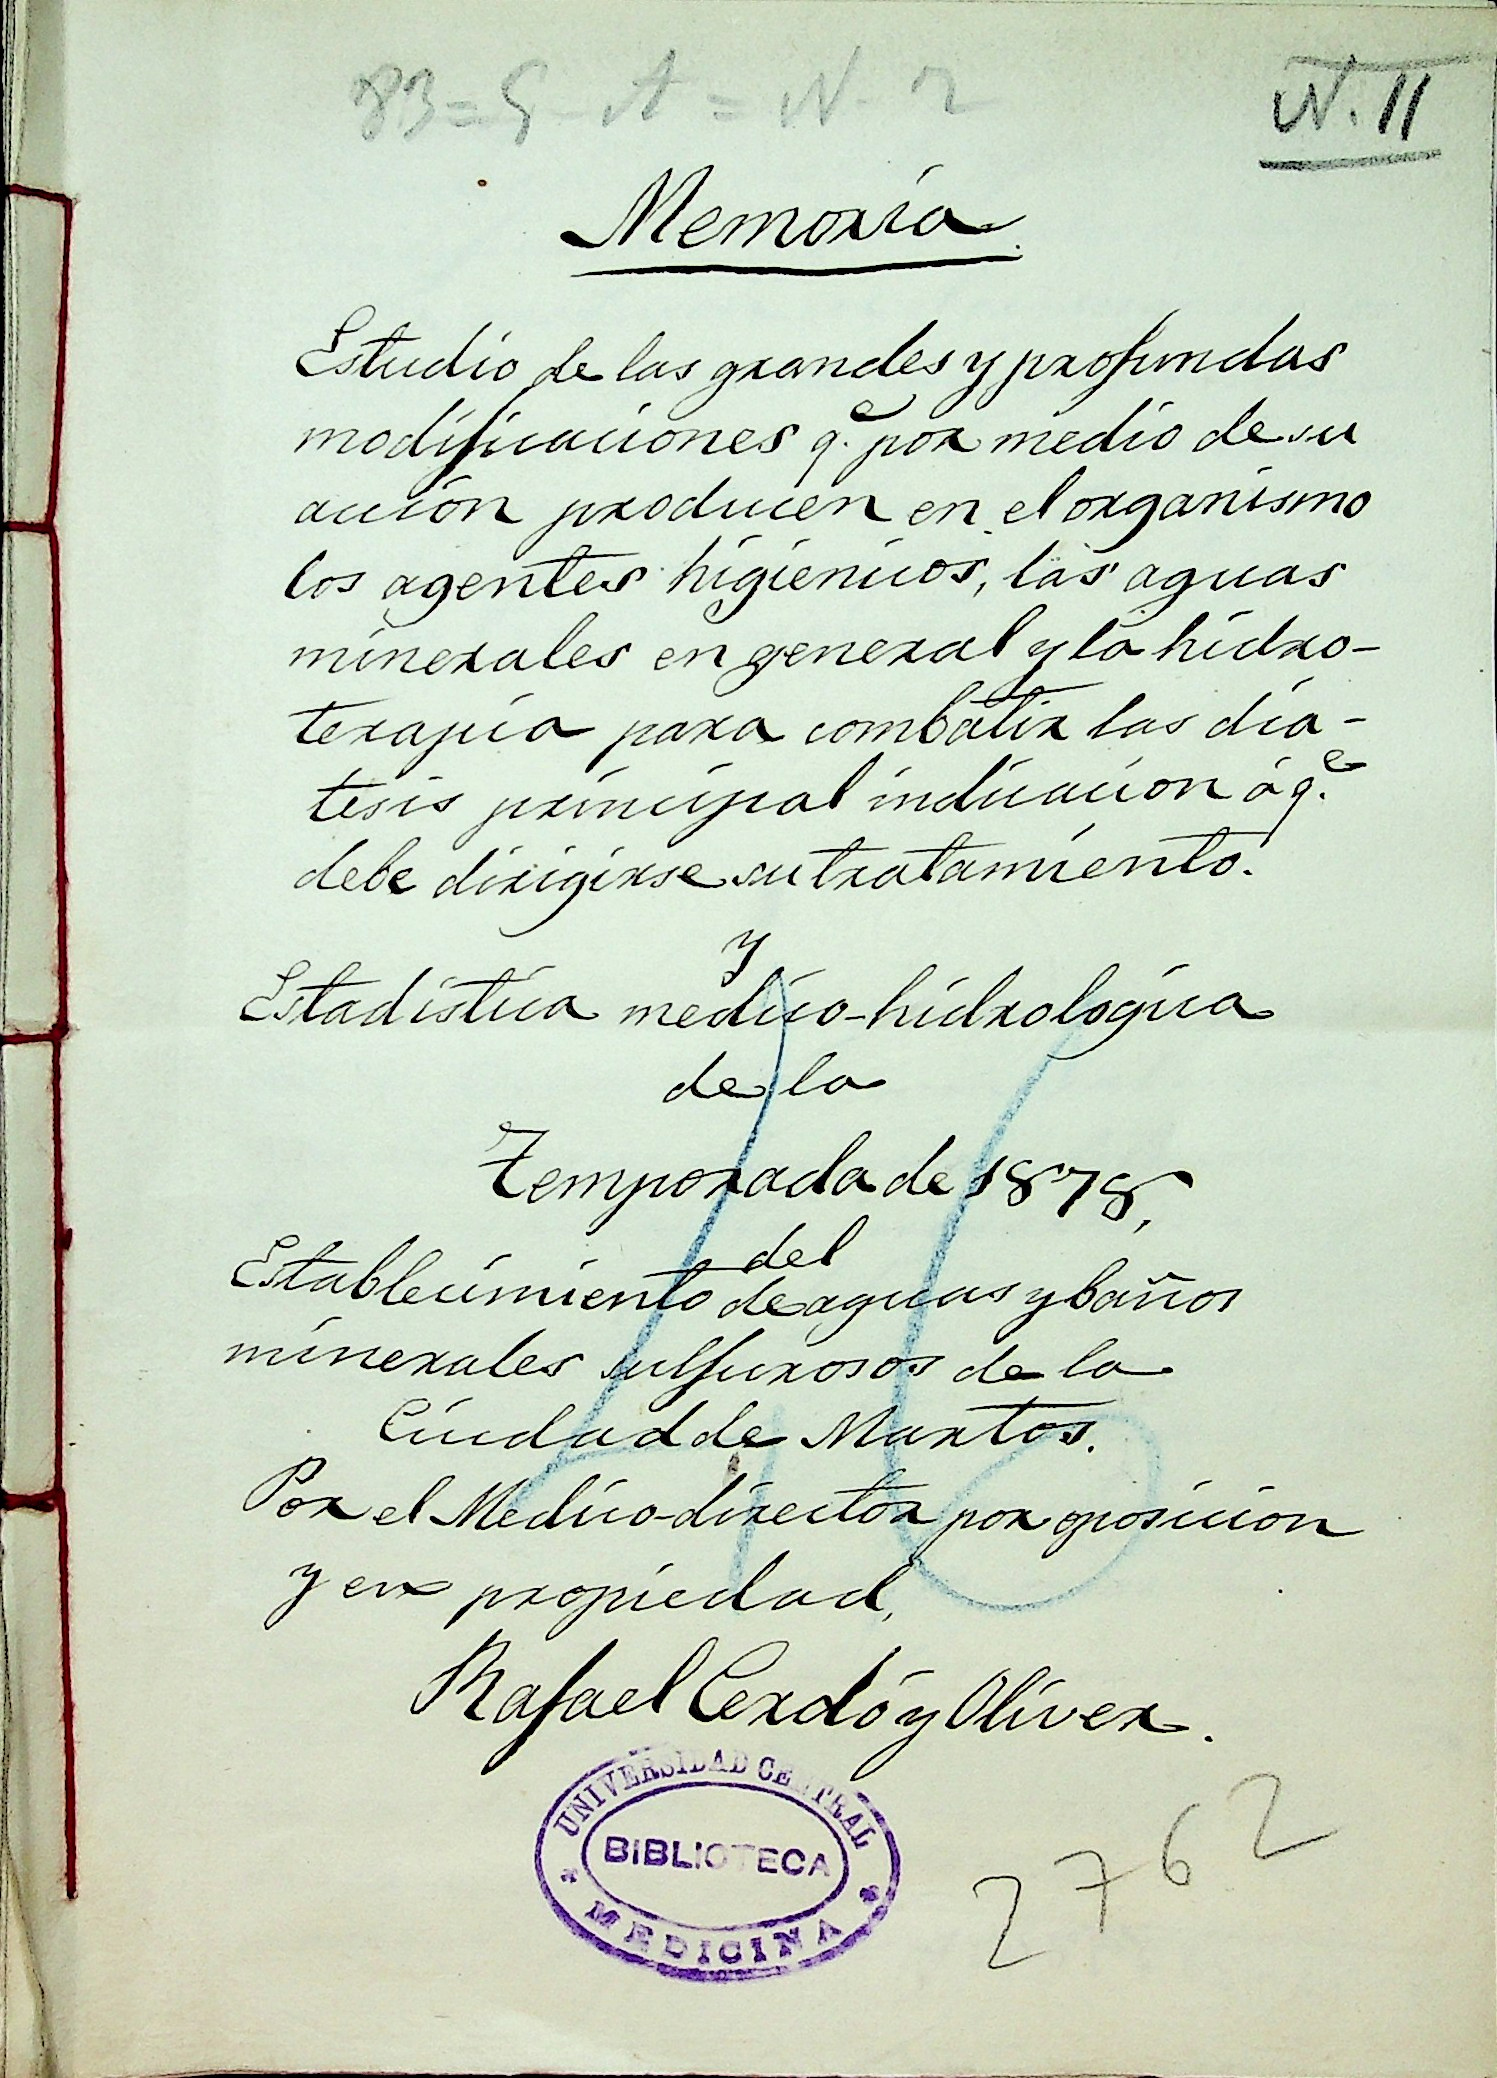 83=5-A=N-2
N. 11
Memoria.
Estudio de las grandes y profundas
modificaciones q.e por medio de su
accion producen en el organismo
los agentes higienicos, las aguas
minerales en general y la hidro-
terapia para combatir las dia-
tesis principal indicacion á q.e
debe dirigirse su tratamiento.
y
Estadistica medico-hidrologica
de la
Temporada de 1878,
del
Establecimiento de aguas y baños
minerales sulfurosos de la
Ciudad de Martos.
Por el Medico-director por oposicion
y en propiedad,
Rafael Cerdó y Oliver.
UNIVERSIDAD CENTRAL
BIBLIOTECA
MEDICINA
2762